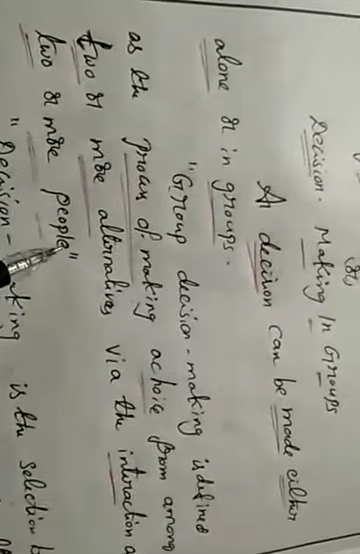 (or)
Decision - Making In Groups
A decision can be made either
alone or in groups.
"Group decision - making is defined
as the process of making a choice from among
two or more alternatives via the interaction
two or more people"
"Decision - king is the selection